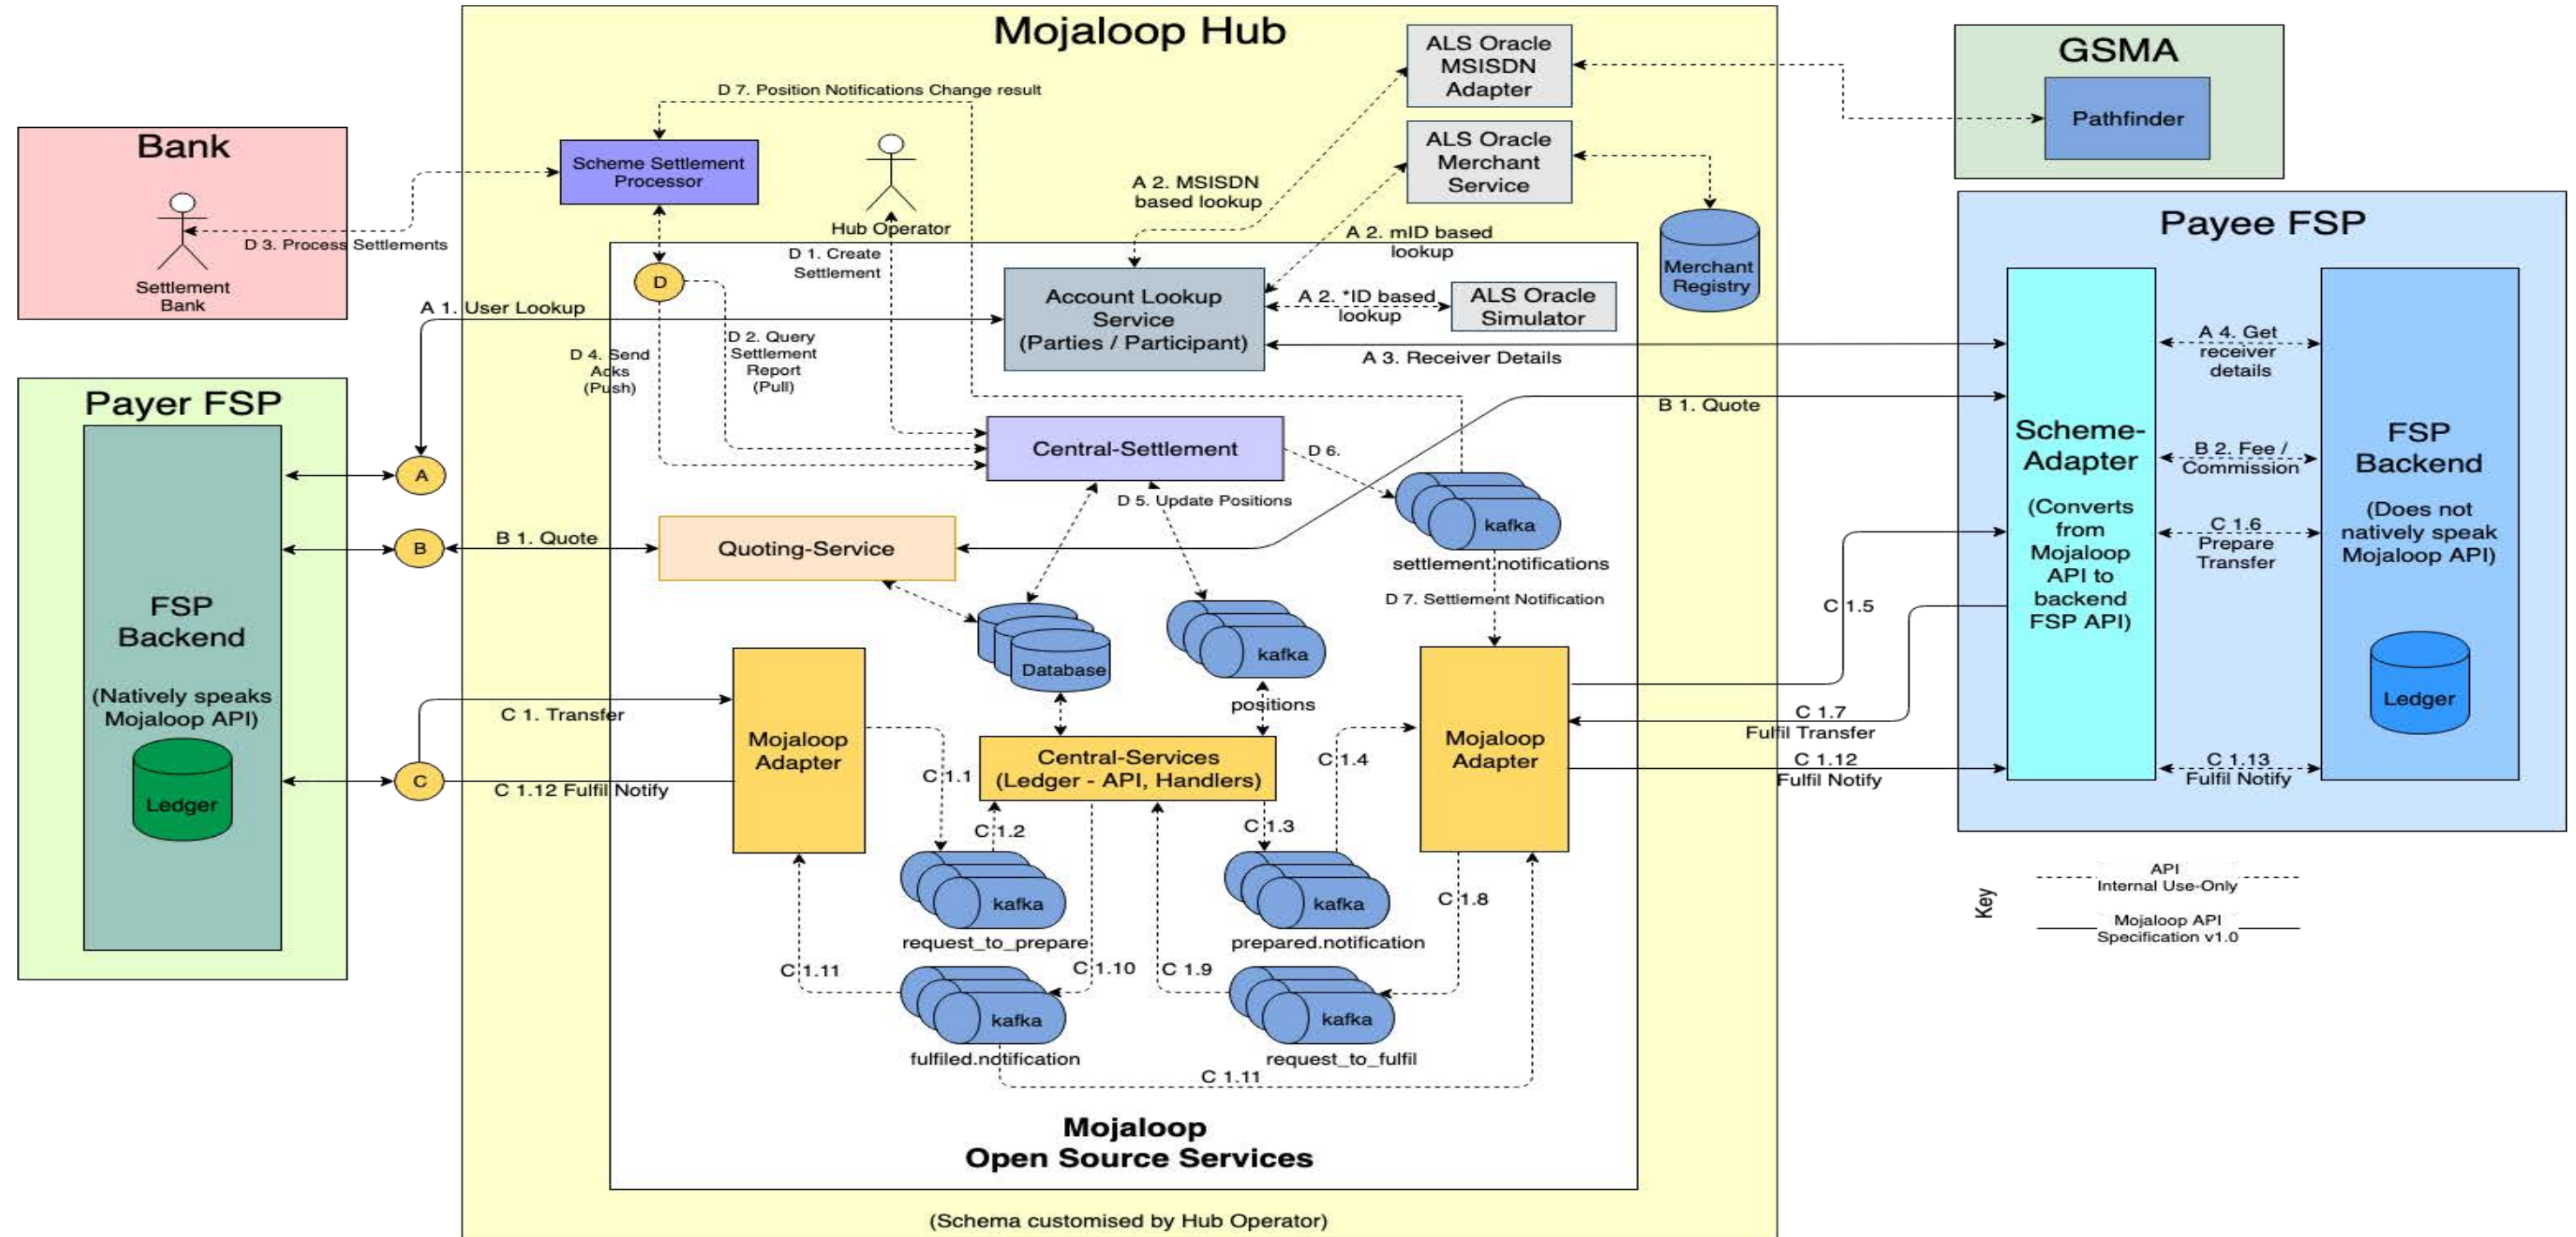 Mojaloop Hub
ALS Oracle
MSISDN
Adapter
GSMA
Pathfinder
D 7. Position Notifications Change result
Bank
Settlement
Bank
D 3. Process Settlements
Scheme Settlement
Processor
Hub Operator
ALS Oracle
Merchant
Service
A 2. MSISDN
based lookup
A 2. mID based
lookup
Merchant
Registry
Payee FSP
D 1. Create
Settlement
D
A 1. User Lookup
Account Lookup
Service
(Parties / Participant)
A 2. *ID based
lookup
ALS Oracle
Simulator
A 3. Receiver Details
D 4. Send
Acks
(Push)
D 2. Query
Settlement
Report
(Pull)
A 4. Get
receiver
details
Payer FSP
B 1. Quote
Central-Settlement
D 6.
D 5. Update Positions
kafka
settlement.notifications
D 7. Settlement Notification
Scheme-
Adapter
(Converts
from
Mojaloop
API to
backend
FSP API)
B 2. Fee /
Commission
FSP
Backend
(Does not
natively speak
Mojaloop API)
C 1.6
Prepare
Transfer
Ledger
A
B
B 1. Quote
Quoting-Service
FSP
Backend
(Natively speaks
Mojaloop API)
Ledger
Database
kafka
positions
C 1.5
C 1. Transfer
C
C 1.12 Fulfil Notify
Mojaloop
Adapter
Central-Services
(Ledger - API, Handlers)
Mojaloop
Adapter
C 1.7
Fulfil Transfer
C 1.12
Fulfil Notify
C 1.13
Fulfil Notify
C 1.1
C 1.2
C 1.3
C 1.4
kafka
request_to_prepare
kafka
prepared.notification
C 1.8
C 1.11
C 1.10
C 1.9
kafka
fulfiled.notification
kafka
request_to_fulfil
C 1.11
Key
API
Internal Use-Only
Mojaloop API
Specification v1.0
Mojaloop
Open Source Services
(Schema customised by Hub Operator)